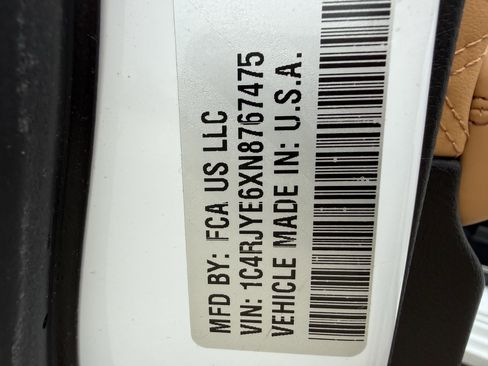 MFD BY: FCA US LLC
VIN: 1C4RJYE6XN8767475
VEHICLE MADE IN: U.S.A.